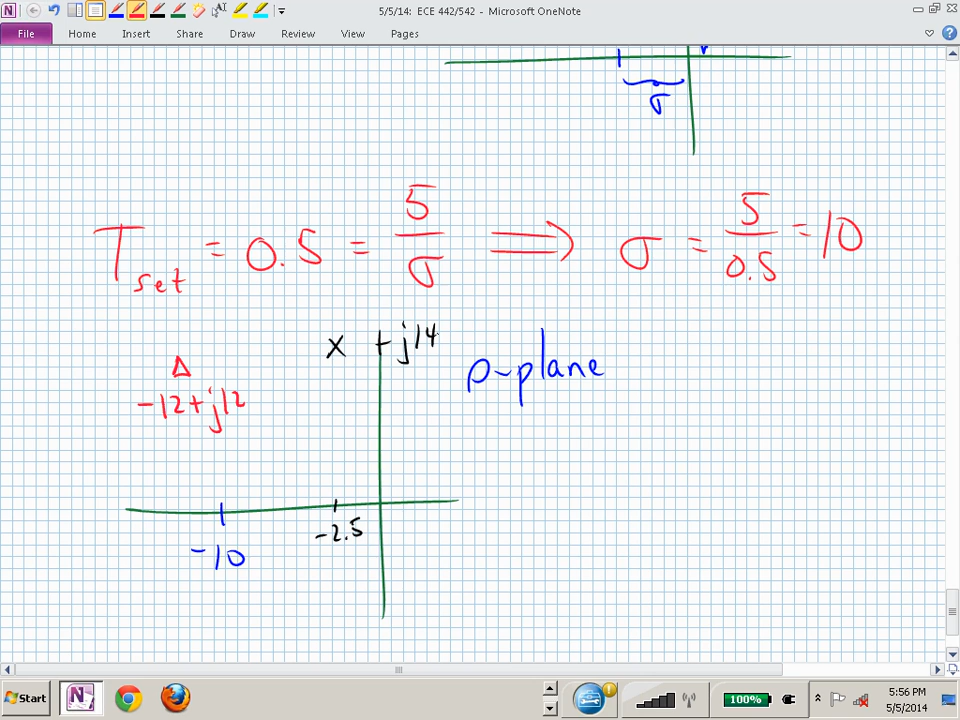 5/5/14: ECE 442/542 - Microsoft OneNote
File Home Insert Share Draw Review View Pages
σ
T_set = 0.5 = 5/σ ⟹ σ = 5/0.5 = 10
x +j14
Δ p-plane
-12+j12
-2.5
-10
Start 100% 5:56 PM
5/5/2014